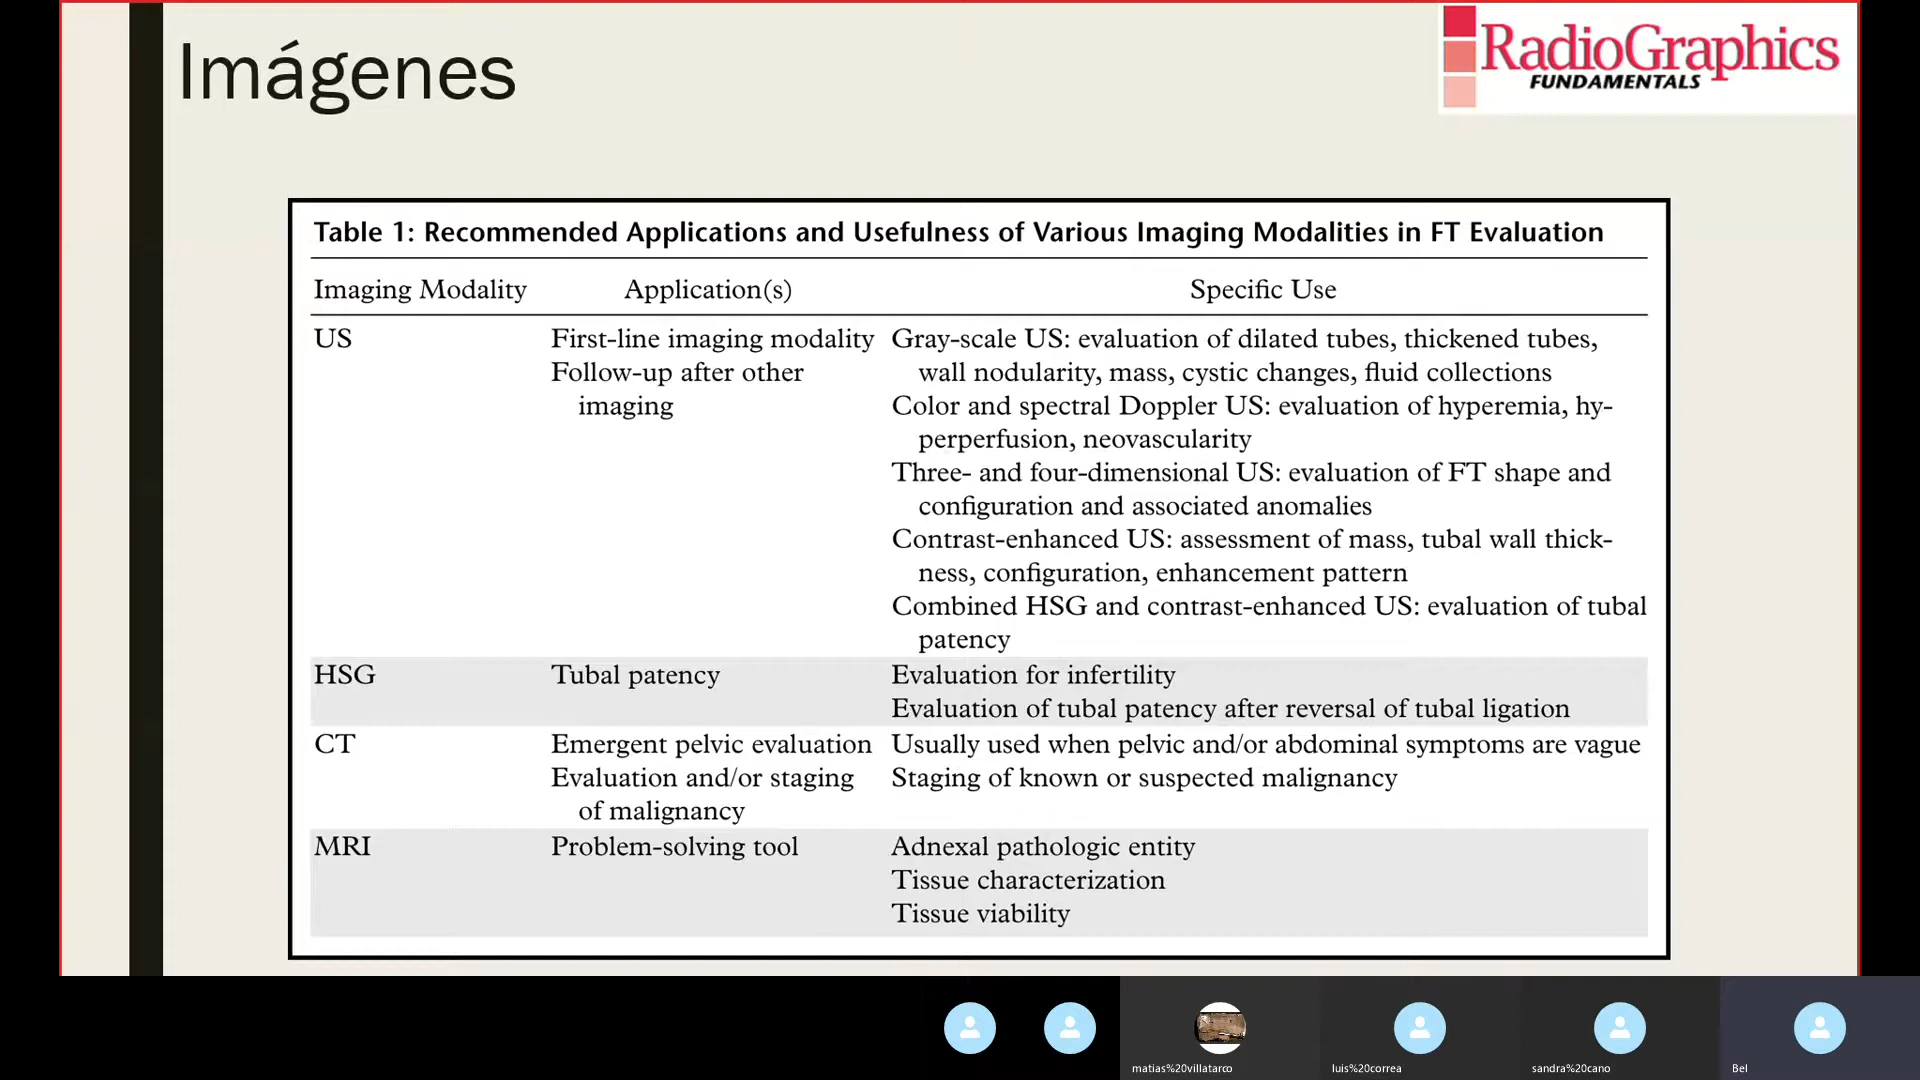 Imágenes
RadioGraphics
FUNDAMENTALS
Table 1: Recommended Applications and Usefulness of Various Imaging Modalities in FT Evaluation
Imaging Modality Application(s) Specific Use
US First-line imaging modality Gray-scale US: evaluation of dilated tubes, thickened tubes,
Follow-up after other wall nodularity, mass, cystic changes, fluid collections
imaging Color and spectral Doppler US: evaluation of hyperemia, hy-
perperfusion, neovascularity
Three- and four-dimensional US: evaluation of FT shape and
configuration and associated anomalies
Contrast-enhanced US: assessment of mass, tubal wall thick-
ness, configuration, enhancement pattern
Combined HSG and contrast-enhanced US: evaluation of tubal
patency
HSG Tubal patency Evaluation for infertility
Evaluation of tubal patency after reversal of tubal ligation
CT Emergent pelvic evaluation Usually used when pelvic and/or abdominal symptoms are vague
Evaluation and/or staging Staging of known or suspected malignancy
of malignancy
MRI Problem-solving tool Adnexal pathologic entity
Tissue characterization
Tissue viability
matias%20villatarco luis%20correa sandra%20cano Bel